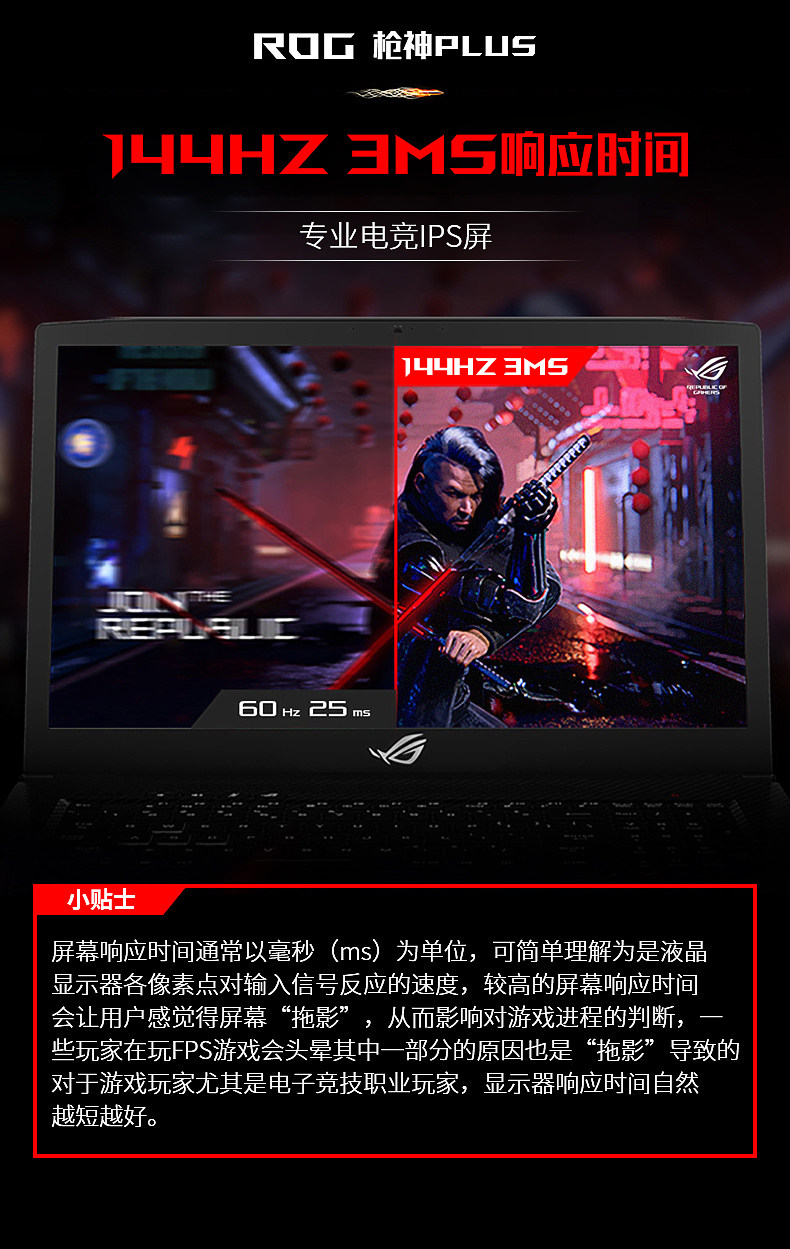 ROG 枪神PLUS
144HZ 3MS响应时间
专业电竞IPS屏
144HZ 3MS
REPUBLIC OF
GAMERS
JOIN THE
REPUBLIC
60 Hz 25 ms
小贴士
屏幕响应时间通常以毫秒（ms）为单位，可简单理解为是液晶
显示器各像素点对输入信号反应的速度，较高的屏幕响应时间
会让用户感觉得屏幕“拖影”，从而影响对游戏进程的判断，一
些玩家在玩FPS游戏会头晕其中一部分的原因也是“拖影”导致的
对于游戏玩家尤其是电子竞技职业玩家，显示器响应时间自然
越短越好。